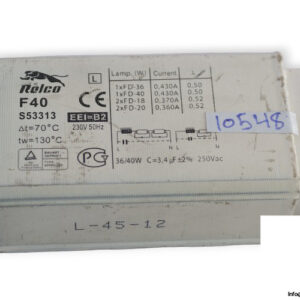 Relco
F40
S53313
Δt=70°C
tw=130°C
L
CE
EEI=B2
230V 50Hz
Lamp. (W) Current λ
1xFD-36 0,430A 0,50
1xFD-40 0,430A 0,50
2xFD-18 0,370A 0,52
2xFD-20 0,360A 0,52
10548
L N L N
36/40W C=3,4µF±2% 250Vac
L-45-12